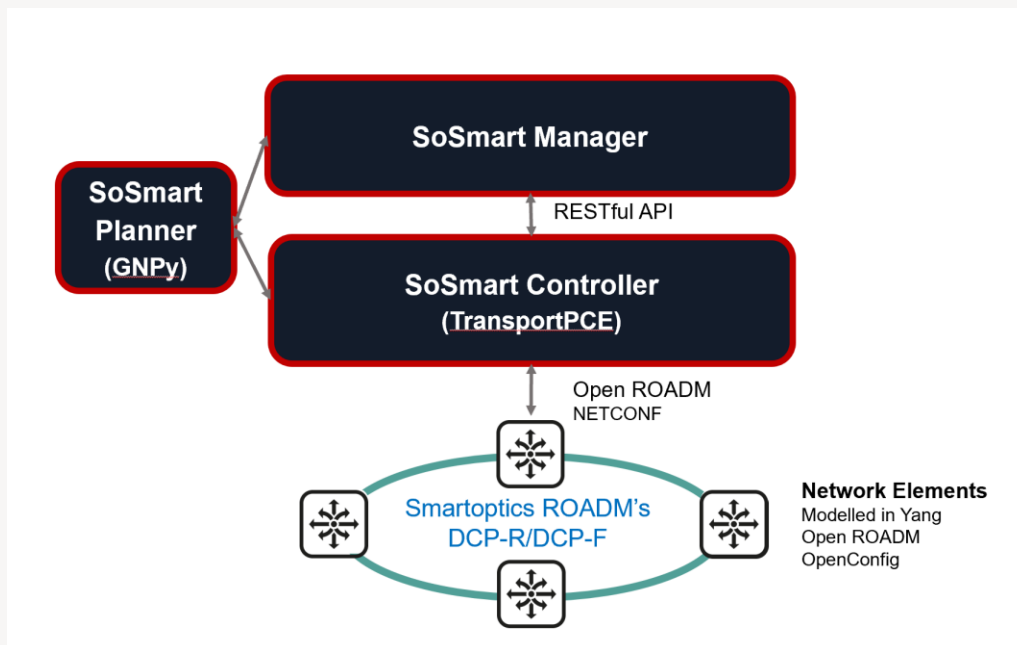 SoSmart Manager
SoSmart
Planner
(GNPy)
RESTful API
SoSmart Controller
(TransportPCE)
Open ROADM
NETCONF
Smartoptics ROADM's
DCP-R/DCP-F
Network Elements
Modelled in Yang
Open ROADM
OpenConfig